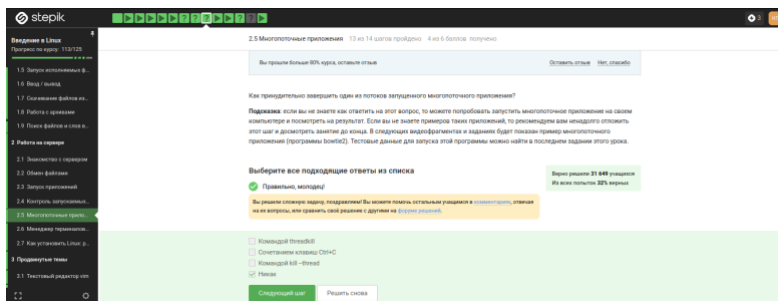 stepik
3
Введение в Linux
Прогресс по курсу: 113/125
1.5 Запуск исполняемых ф...
1.6 Ввод / вывод
1.7 Скачивание файлов из...
1.8 Работа с архивами
1.9 Поиск файлов и слов в...
2 Работа на сервере
2.1 Знакомство с сервером
2.2 Обмен файлами
2.3 Запуск приложений
2.4 Контроль запускаемых...
2.5 Многопоточные прило...
2.6 Менеджер терминалов...
2.7 Как установить Linux: р...
3 Продвинутые темы
3.1 Текстовый редактор vim
2.5 Многопоточные приложения 13 из 14 шагов пройдено 4 из 6 баллов получено
Вы прошли больше 80% курса, оставьте отзыв
Оставить отзыв Нет, спасибо
Как принудительно завершить один из потоков запущенного многопоточного приложения?
Подсказка: если вы не знаете как ответить на этот вопрос, то можете попробовать запустить многопоточное приложение на своем
компьютере и посмотреть на результат. Если вы не знаете примеров таких приложений, то рекомендуем вам ненадолго отложить
этот шаг и досмотреть занятие до конца. В следующих видеофрагментах и заданиях будет показан пример многопоточного
приложения (программы bowtie2). Тестовые данные для запуска этой программы можно найти в последнем задании этого урока.
Выберите все подходящие ответы из списка
Верно решили 31 649 учащихся
Из всех попыток 32% верных
Правильно, молодец!
Вы решили сложную задачу, поздравляем! Вы можете помочь остальным учащимся в комментариях, отвечая
на их вопросы, или сравнить своё решение с другими на форуме решений.
Командой threadkill
Сочетанием клавиш Ctrl+C
Командой kill --thread
Никак
Следующий шаг
Решить снова